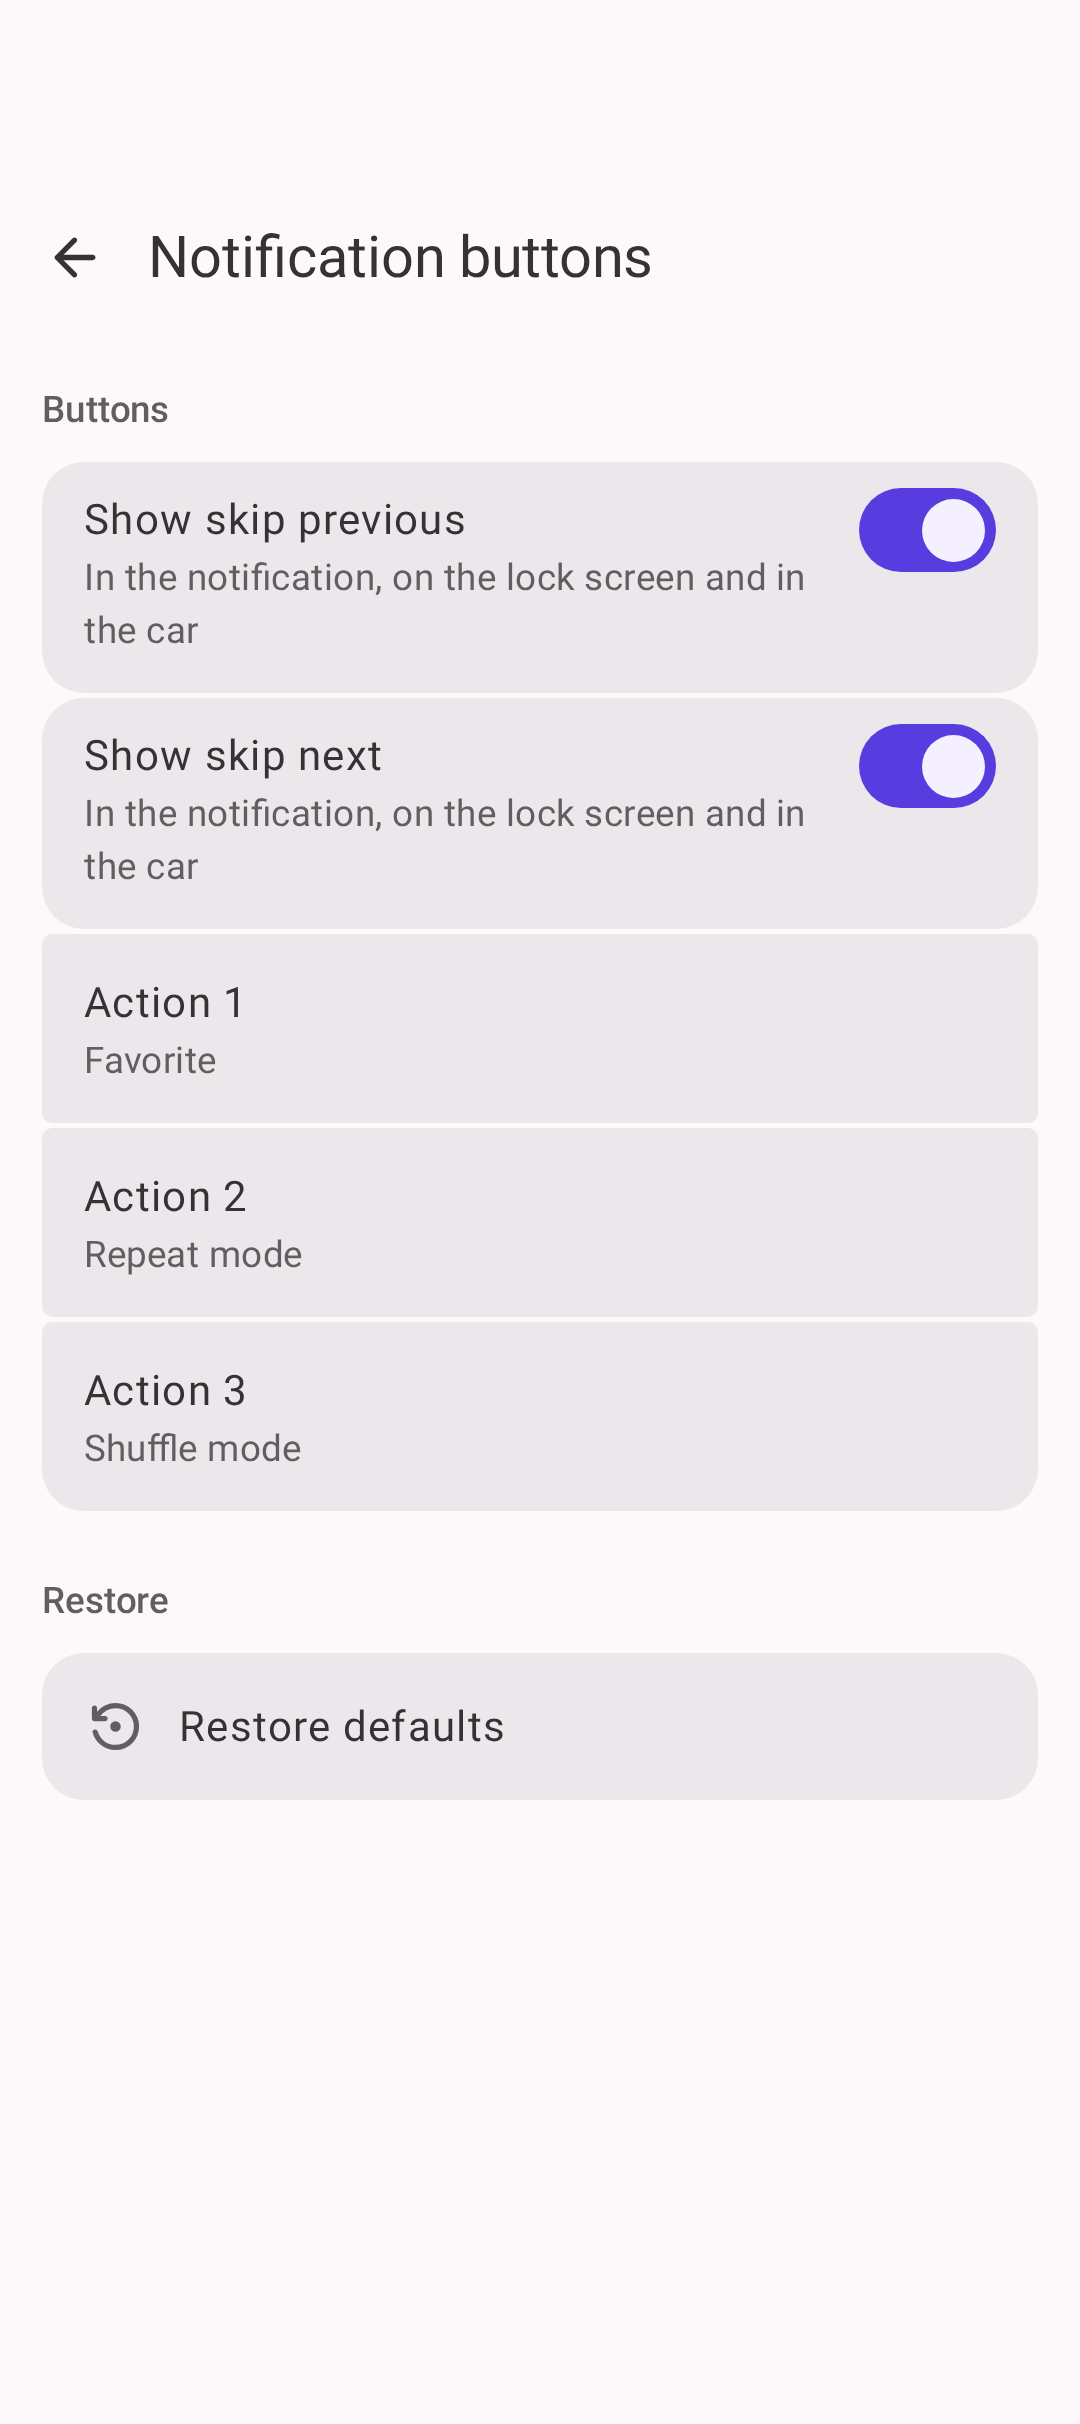 Notification buttons
Buttons
Show skip previous
In the notification, on the lock screen and in
the car
Show skip next
In the notification, on the lock screen and in
the car
Action 1
Favorite
Action 2
Repeat mode
Action 3
Shuffle mode
Restore
Restore defaults